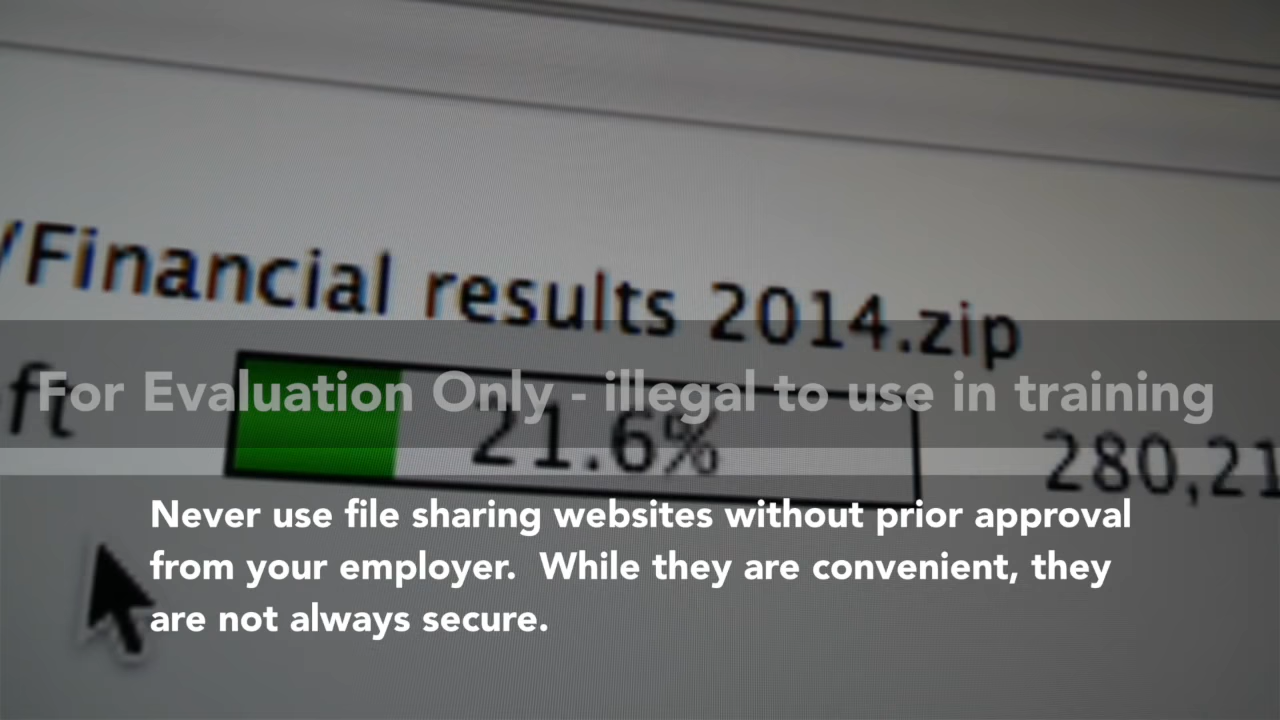 /Financial results 2014.zip
For Evaluation Only - illegal to use in training
21.6%
280,21
Never use file sharing websites without prior approval
from your employer.  While they are convenient, they
are not always secure.